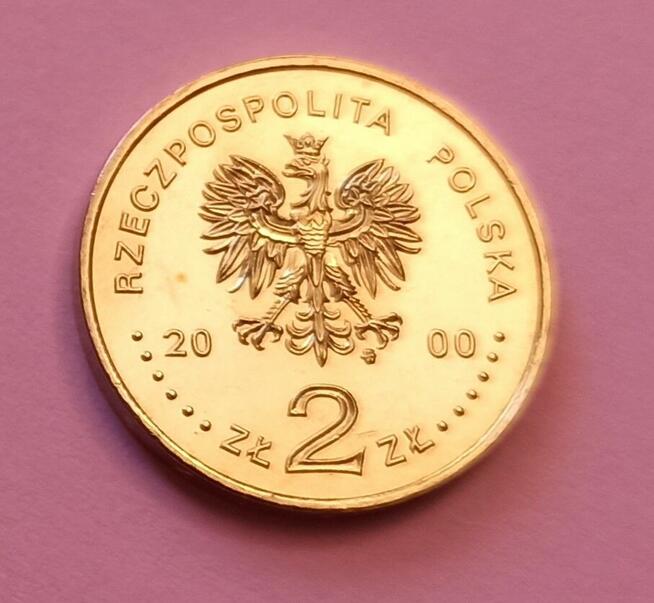 RZECZPOSPOLITA POLSKA
20 00
ZŁ 2 ZŁ